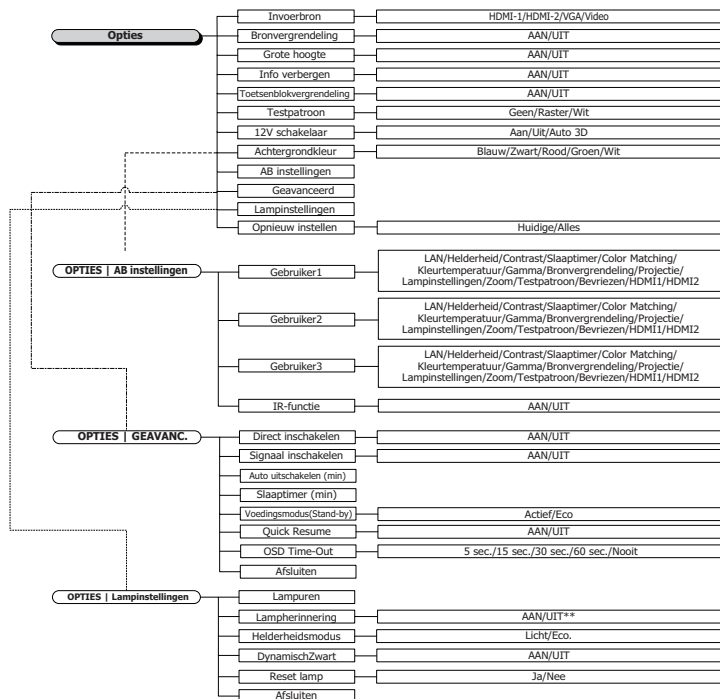 Opties
Invoerbron HDMI-1/HDMI-2/VGA/Video
Bronvergrendeling AAN/UIT
Grote hoogte AAN/UIT
Info verbergen AAN/UIT
Toetsenblokvergrendeling AAN/UIT
Testpatroon Geen/Raster/Wit
12V schakelaar Aan/Uit/Auto 3D
Achtergrondkleur Blauw/Zwart/Rood/Groen/Wit
AB instellingen
Geavanceerd
Lampinstellingen
Opnieuw instellen Huidige/Alles
OPTIES | AB instellingen
Gebruiker1
LAN/Helderheid/Contrast/Slaaptimer/Color Matching/
Kleurtemperatuur/Gamma/Bronvergrendeling/Projectie/
Lampinstellingen/Zoom/Testpatroon/Bevriezen/HDMI1/HDMI2
Gebruiker2
LAN/Helderheid/Contrast/Slaaptimer/Color Matching/
Kleurtemperatuur/Gamma/Bronvergrendeling/Projectie/
Lampinstellingen/Zoom/Testpatroon/Bevriezen/HDMI1/HDMI2
Gebruiker3
LAN/Helderheid/Contrast/Slaaptimer/Color Matching/
Kleurtemperatuur/Gamma/Bronvergrendeling/Projectie/
Lampinstellingen/Zoom/Testpatroon/Bevriezen/HDMI1/HDMI2
IR-functie AAN/UIT
OPTIES | GEAVANC.
Direct inschakelen AAN/UIT
Signaal inschakelen AAN/UIT
Auto uitschakelen (min)
Slaaptimer (min)
Voedingsmodus(Stand-by) Actief/Eco
Quick Resume AAN/UIT
OSD Time-Out 5 sec./15 sec./30 sec./60 sec./Nooit
Afsluiten
OPTIES | Lampinstellingen
Lampuren
Lampherinnering AAN/UIT**
Helderheidsmodus Licht/Eco.
DynamischZwart AAN/UIT
Reset lamp Ja/Nee
Afsluiten